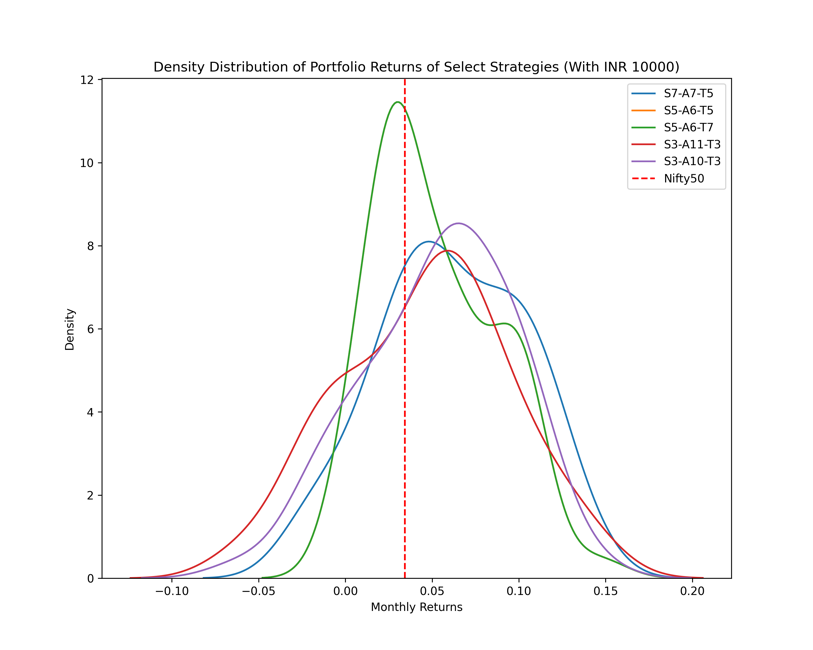 Density Distribution of Portfolio Returns of Select Strategies (With INR 10000)
12
10
8
6
4
2
0
Density
−0.10
−0.05
0.00
0.05
0.10
0.15
0.20
Monthly Returns
S7-A7-T5
S5-A6-T5
S5-A6-T7
S3-A11-T3
S3-A10-T3
Nifty50